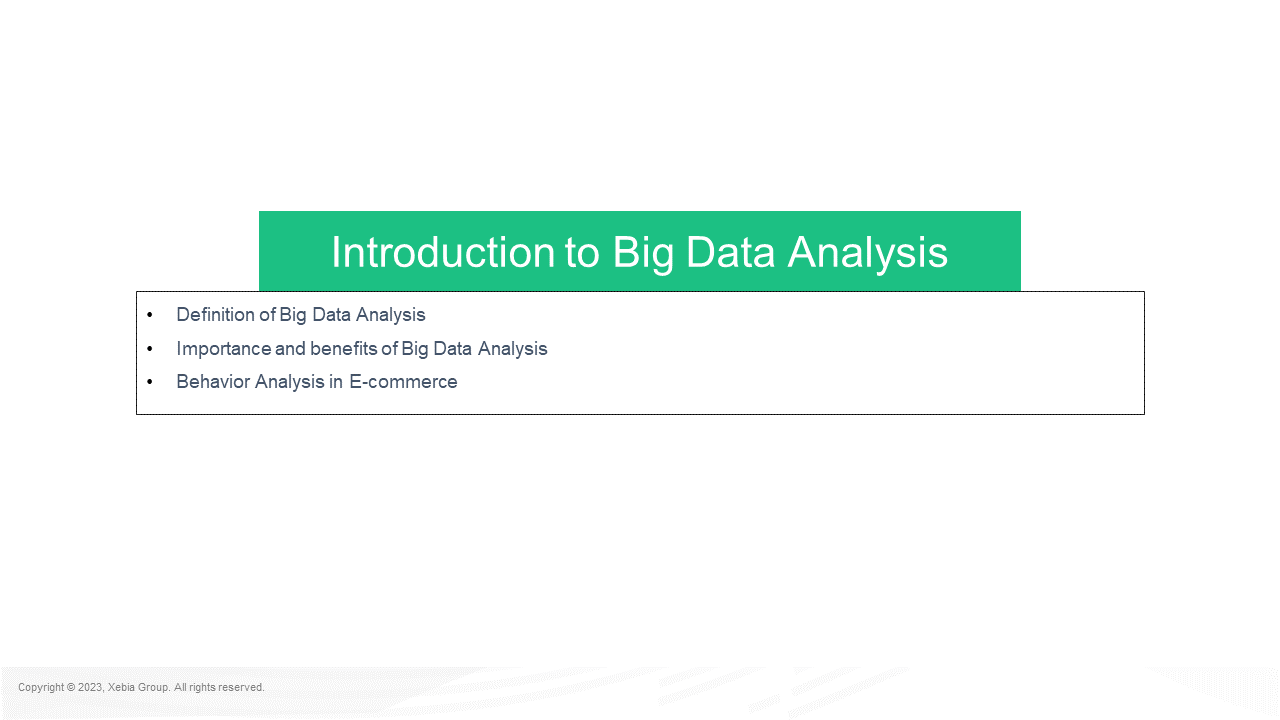 Introduction to Big Data Analysis
• Definition of Big Data Analysis
• Importance and benefits of Big Data Analysis
• Behavior Analysis in E-commerce
Copyright © 2023, Xebia Group. All rights reserved.